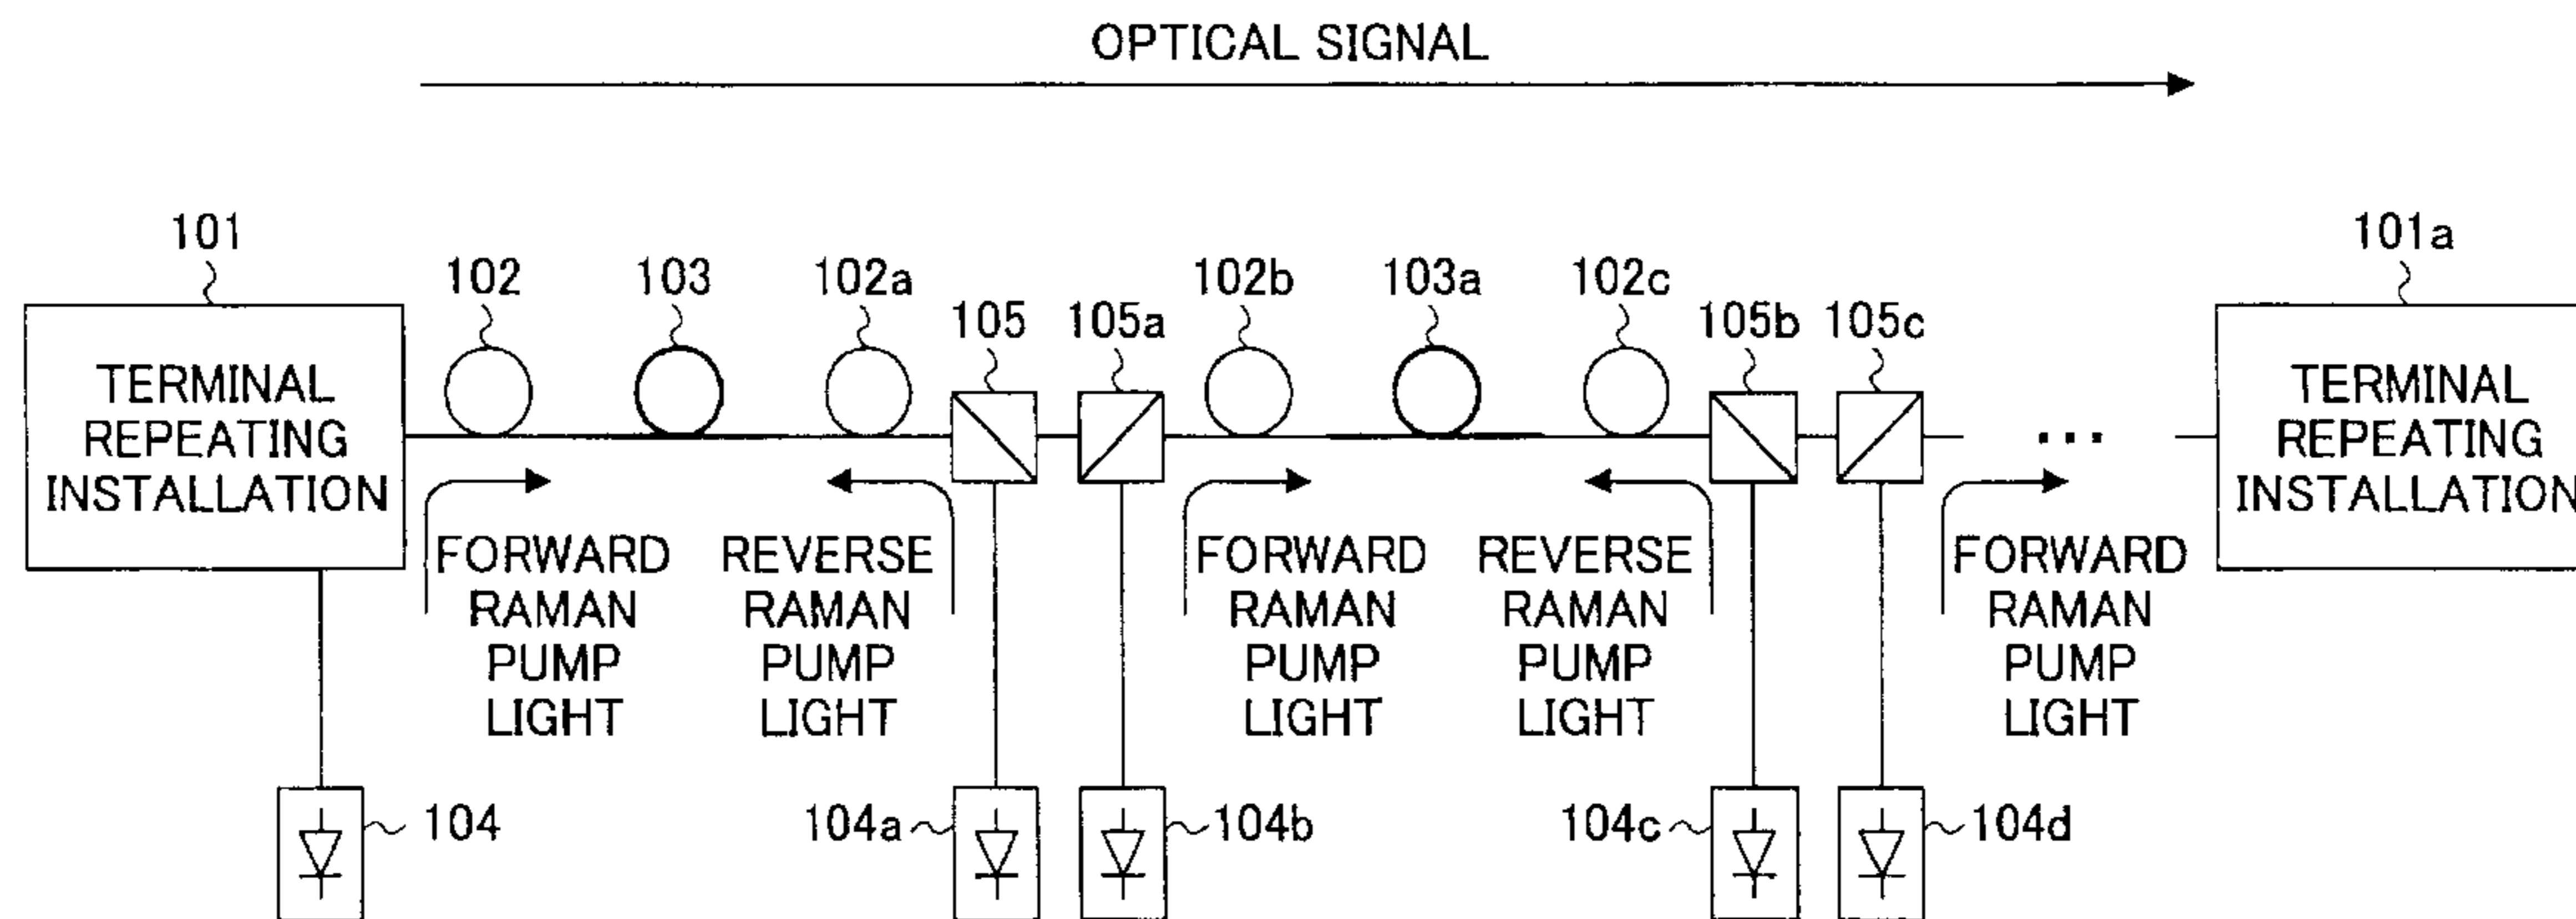 OPTICAL SIGNAL
101
102
103
102a
105
105a
102b
103a
102c
105b
105c
101a
TERMINAL
REPEATING
INSTALLATION
...
TERMINAL
REPEATING
INSTALLATION
FORWARD
RAMAN
PUMP
LIGHT
REVERSE
RAMAN
PUMP
LIGHT
FORWARD
RAMAN
PUMP
LIGHT
REVERSE
RAMAN
PUMP
LIGHT
FORWARD
RAMAN
PUMP
LIGHT
104
104a
104b
104c
104d